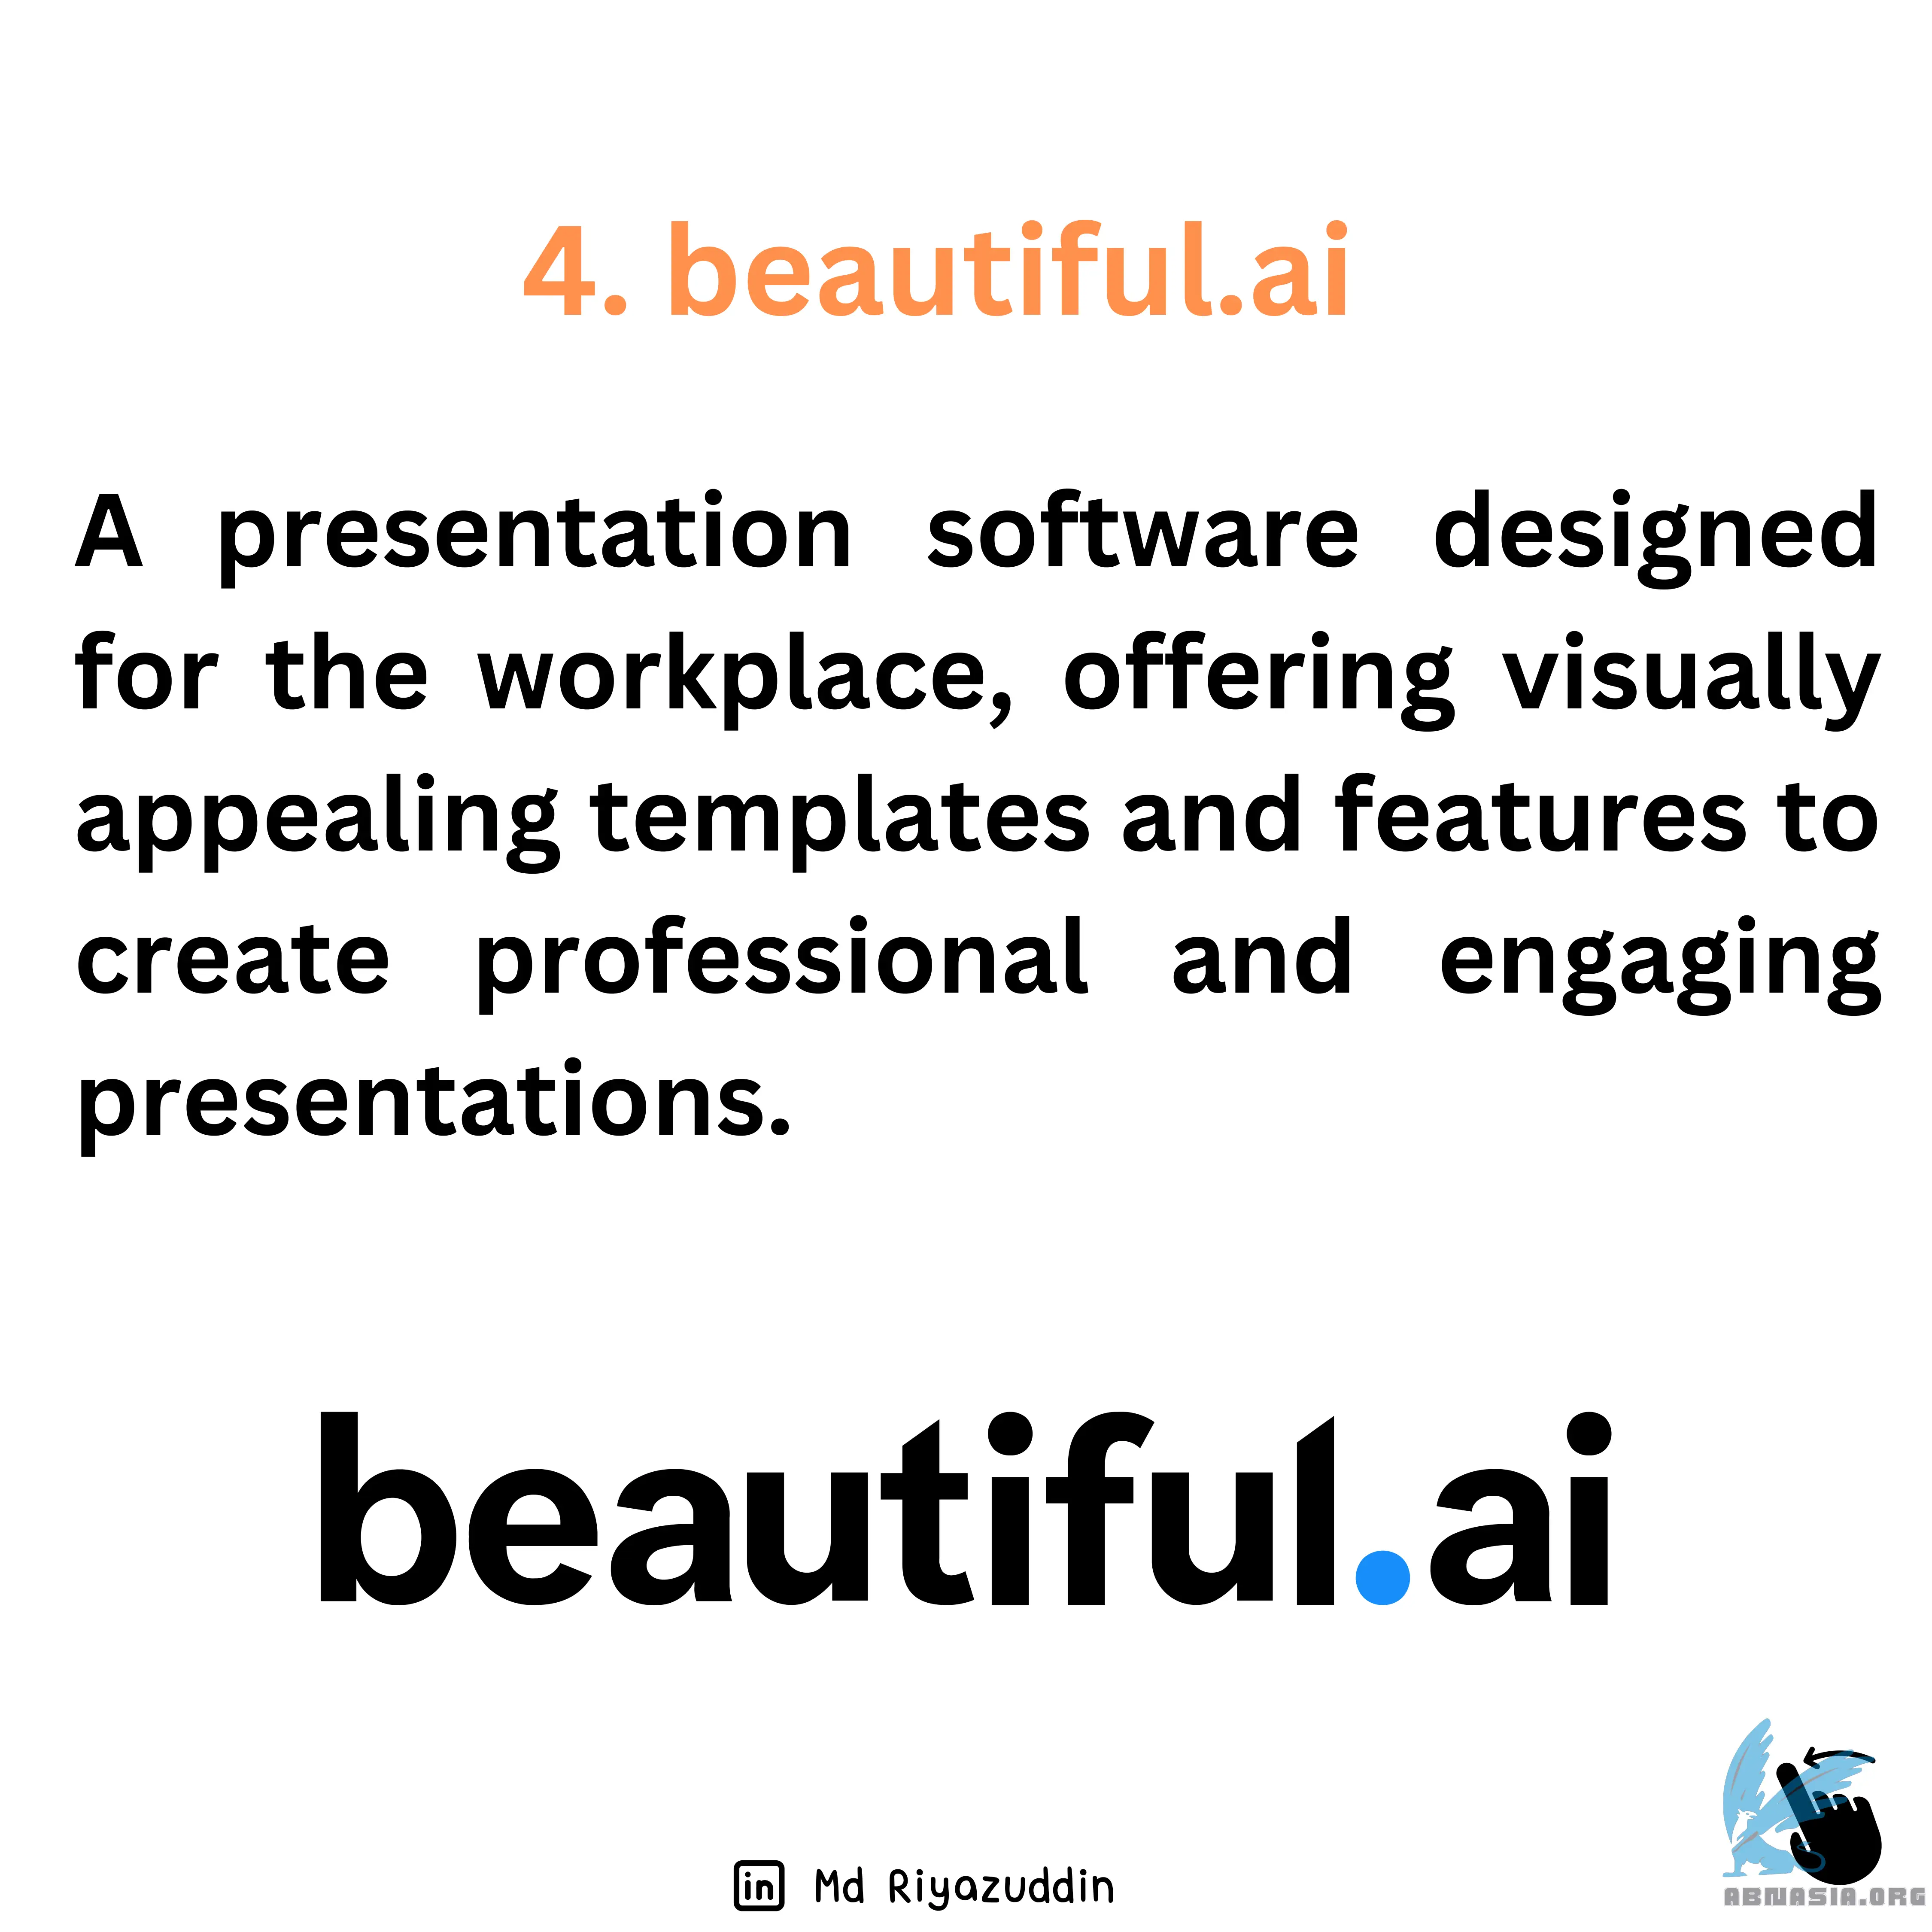 4. beautiful.ai
A presentation software designed
for the workplace, offering visually
appealing templates and features to
create professional and engaging
presentations.
beautiful.ai
in Md Riyazuddin
ABWASIA.ORG